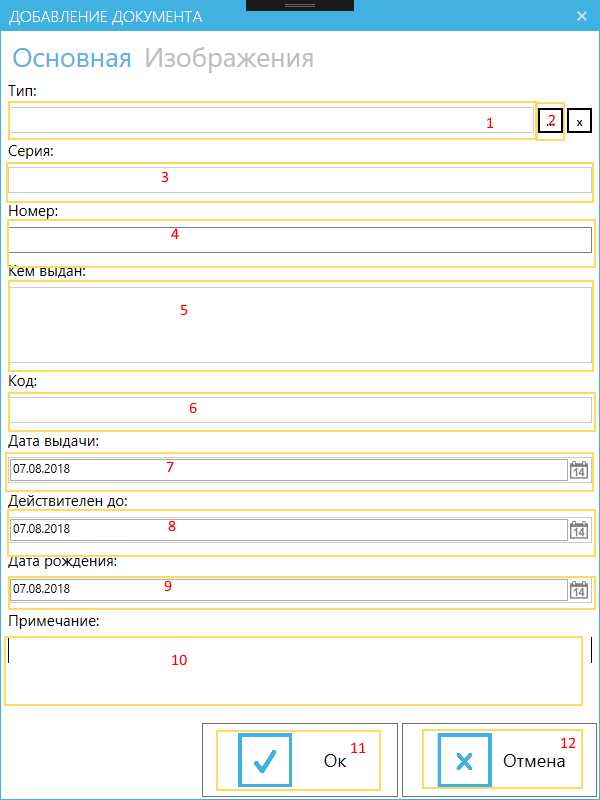 ДОБАВЛЕНИЕ ДОКУМЕНТА
Основная Изображения
Тип:
1 ... 2 x
Серия:
3
Номер:
4
Кем выдан:
5
Код:
6
Дата выдачи:
07.08.2018 7 14
Действителен до:
07.08.2018 8 14
Дата рождения:
07.08.2018 9 14
Примечание:
10
Ок 11 Отмена 12